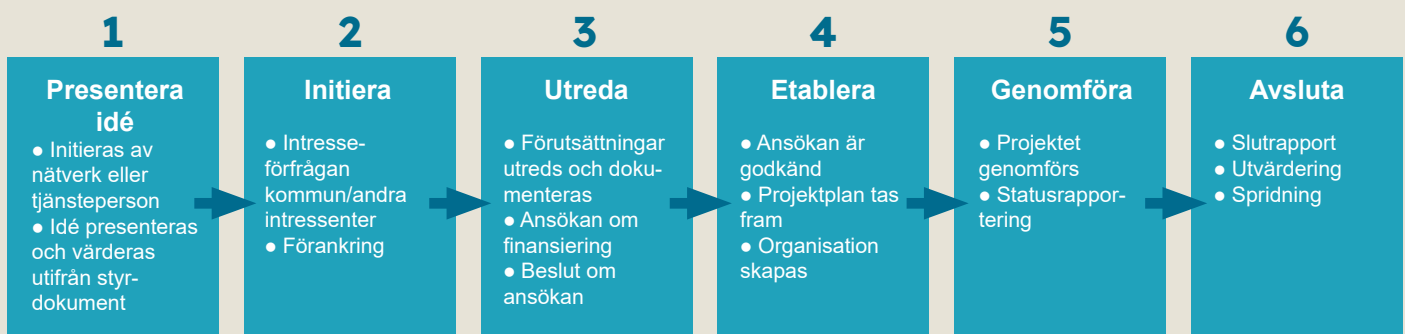 1
Presentera
idé
● Initieras av
nätverk eller
tjänsteperson
● Idé presenteras
och värderas
utifrån styr-
dokument
2
Initiera
● Intresse-
förfrågan
kommun/andra
intressenter
● Förankring
3
Utreda
● Förutsättningar
utreds och doku-
menteras
● Ansökan om
finansiering
● Beslut om
ansökan
4
Etablera
● Ansökan är
godkänd
● Projektplan tas
fram
● Organisation
skapas
5
Genomföra
● Projektet
genomförs
● Statusrappor-
tering
6
Avsluta
● Slutrapport
● Utvärdering
● Spridning